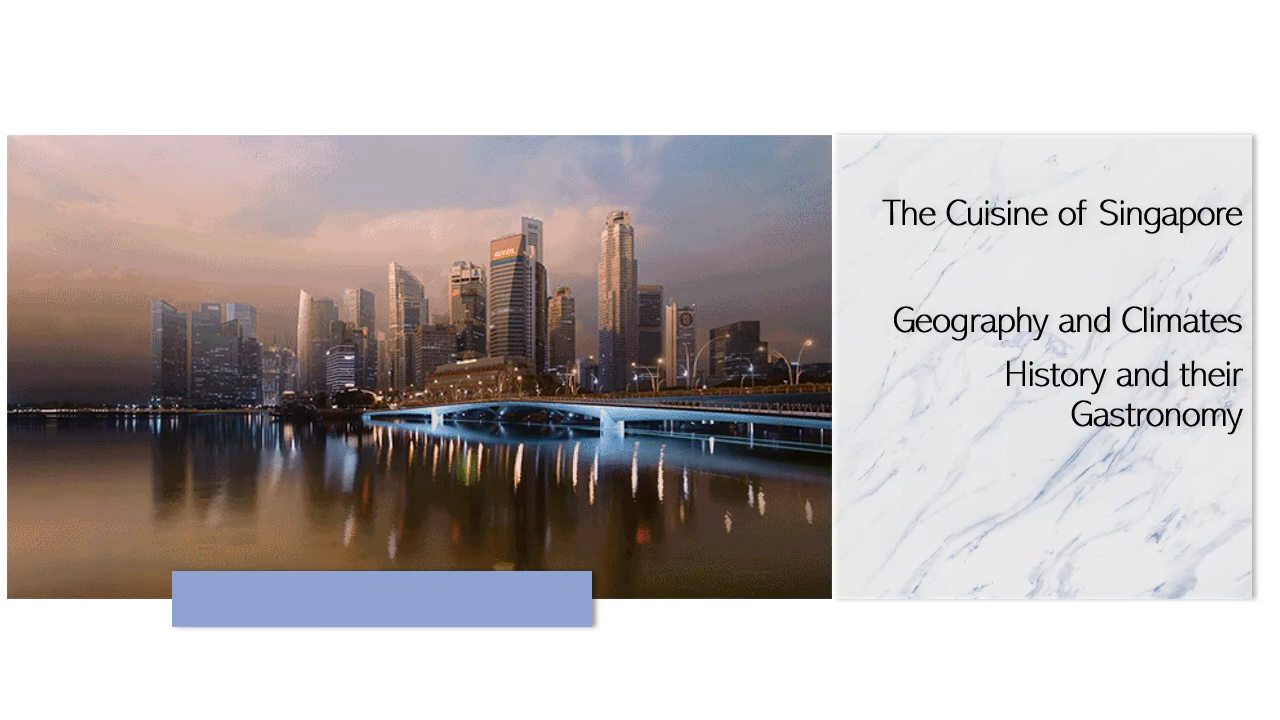 The Cuisine of Singapore
Geography and Climates
History and their
Gastronomy